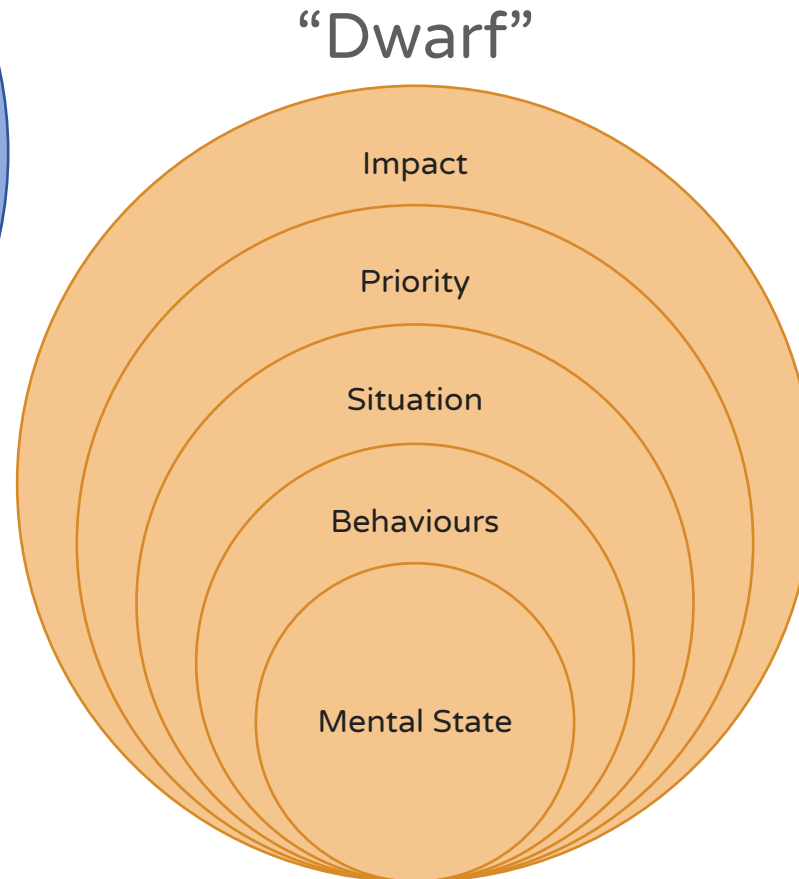 “Dwarf”
Impact
Priority
Situation
Behaviours
Mental State